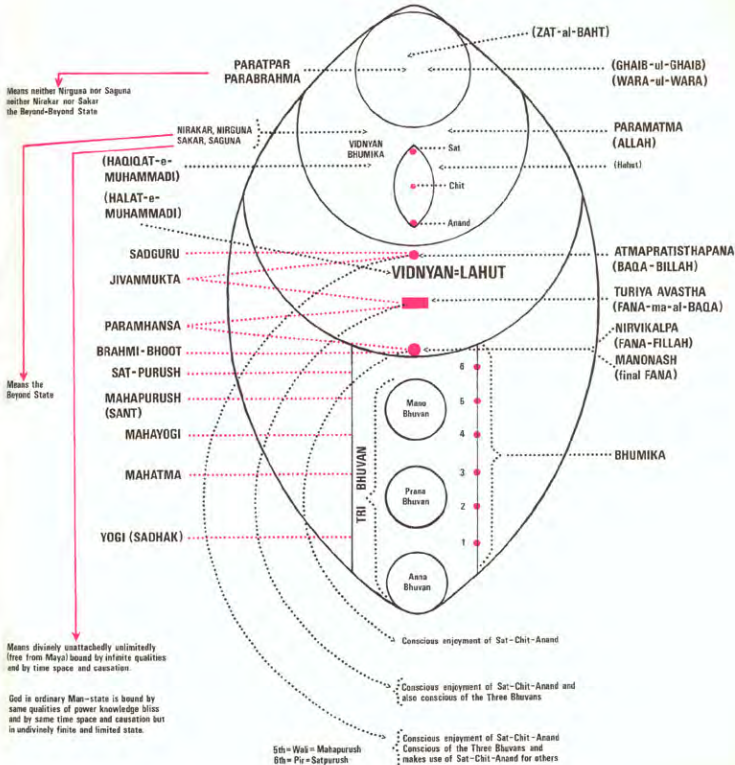 (ZAT-al-BAHT)
PARATPAR
PARABRAHMA
(GHAIB-ul-GHAIB)
(WARA-ul-WARA)
Means neither Nirguna nor Saguna
neither Nirakar nor Sakar
the Beyond-Beyond State
NIRAKAR, NIRGUNA
SAKAR, SAGUNA
VIDNYAN
BHUMIKA
PARAMATMA
(ALLAH)
Sat
(HAQIQAT-e-
MUHAMMADI)
(Hahut)
Chit
(HALAT-e-
MUHAMMADI)
Anand
SADGURU
ATMAPRATISTHAPANA
(BAQA-BILLAH)
VIDNYAN=LAHUT
JIVANMUKTA
TURIYA AVASTHA
(FANA-ma-al-BAQA)
PARAMHANSA
NIRVIKALPA
(FANA-FILLAH)
BRAHMI-BHOOT
MANONASH
(final FANA)
SAT-PURUSH
6
Means the
Beyond State
MAHAPURUSH
(SANT)
Mano
Bhuvan
5
MAHAYOGI
4
BHUMIKA
MAHATMA
TRI BHUVAN
3
Prana
Bhuvan
2
YOGI (SADHAK)
1
Anna
Bhuvan
Means divinely unattachedly unlimitedly
(free from Maya) bound by infinite qualities
and by time space and causation.
Conscious enjoyment of Sat-Chit-Anand
God in ordinary Man-state is bound by
same qualities of power knowledge bliss
and by same time space and causation but
in undivinely finite and limited state.
Conscious enjoyment of Sat-Chit-Anand and
also conscious of the Three Bhuvans
5th=Wali=Mahapurush
6th=Pir=Satpurush
Conscious enjoyment of Sat-Chit-Anand
Conscious of the Three Bhuvans and
makes use of Sat-Chit-Anand for others